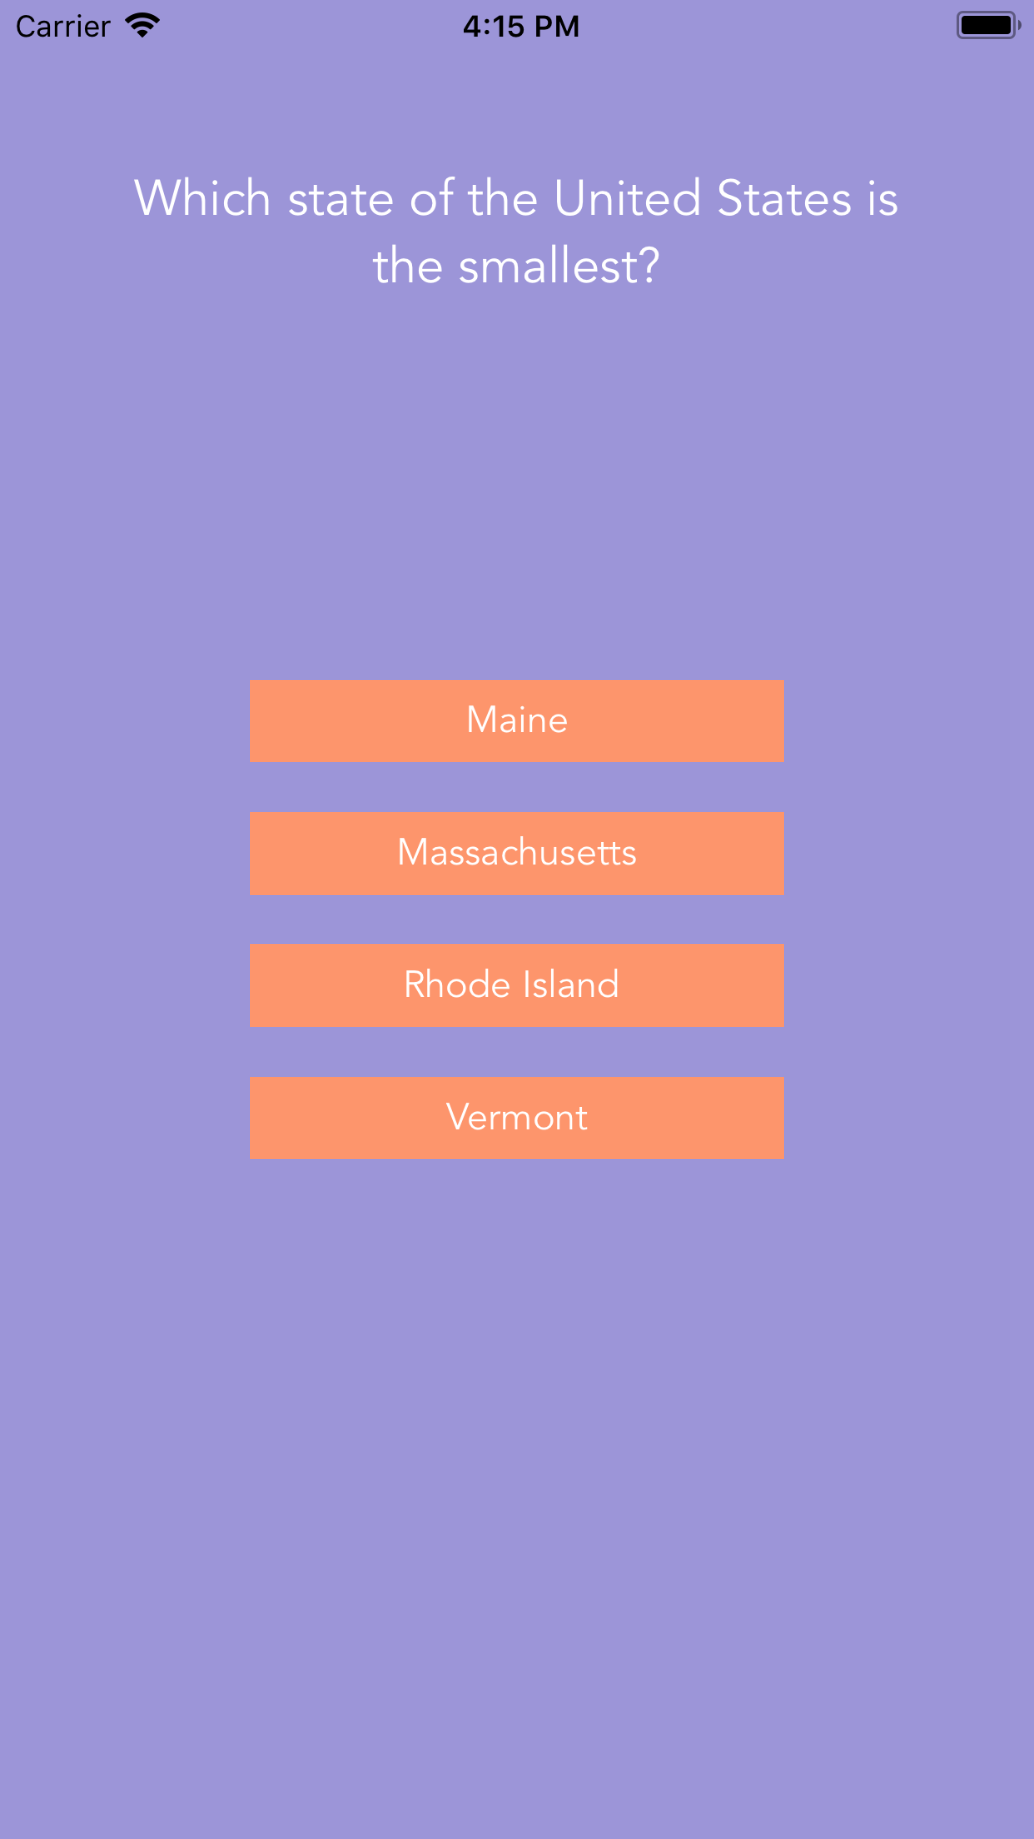 Carrier 4:15 PM
Which state of the United States is
the smallest?
Maine
Massachusetts
Rhode Island
Vermont